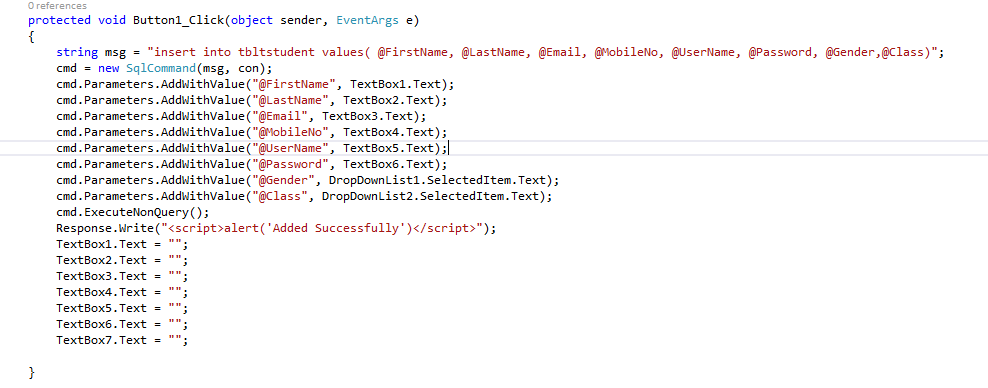 0 references
protected void Button1_Click(object sender, EventArgs e)
{
string msg = "insert into tbltstudent values( @FirstName, @LastName, @Email, @MobileNo, @UserName, @Password, @Gender,@Class)";
cmd = new SqlCommand(msg, con);
cmd.Parameters.AddWithValue("@FirstName", TextBox1.Text);
cmd.Parameters.AddWithValue("@LastName", TextBox2.Text);
cmd.Parameters.AddWithValue("@Email", TextBox3.Text);
cmd.Parameters.AddWithValue("@MobileNo", TextBox4.Text);
cmd.Parameters.AddWithValue("@UserName", TextBox5.Text);
cmd.Parameters.AddWithValue("@Password", TextBox6.Text);
cmd.Parameters.AddWithValue("@Gender", DropDownList1.SelectedItem.Text);
cmd.Parameters.AddWithValue("@Class", DropDownList2.SelectedItem.Text);
cmd.ExecuteNonQuery();
Response.Write("<script>alert('Added Successfully')</script>");
TextBox1.Text = "";
TextBox2.Text = "";
TextBox3.Text = "";
TextBox4.Text = "";
TextBox5.Text = "";
TextBox6.Text = "";
TextBox7.Text = "";
}